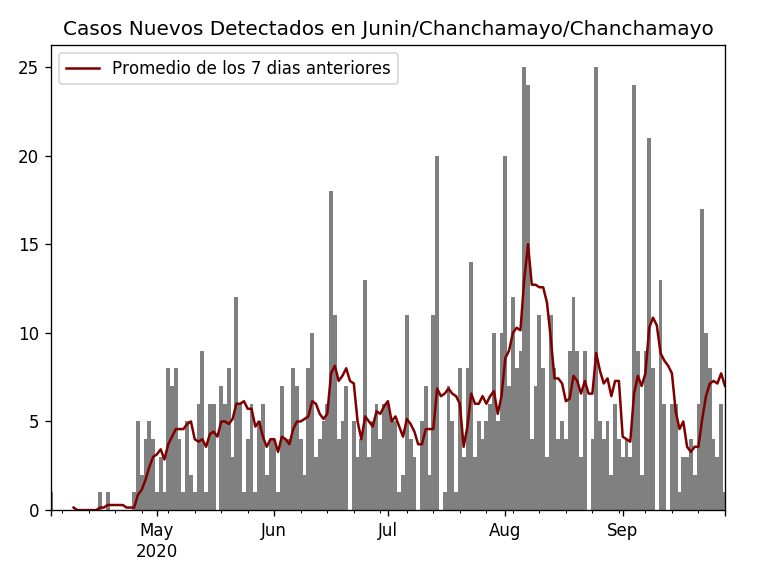 Casos Nuevos Detectados en Junin/Chanchamayo/Chanchamayo
Promedio de los 7 dias anteriores
25
20
15
10
5
0
May
2020
Jun
Jul
Aug
Sep